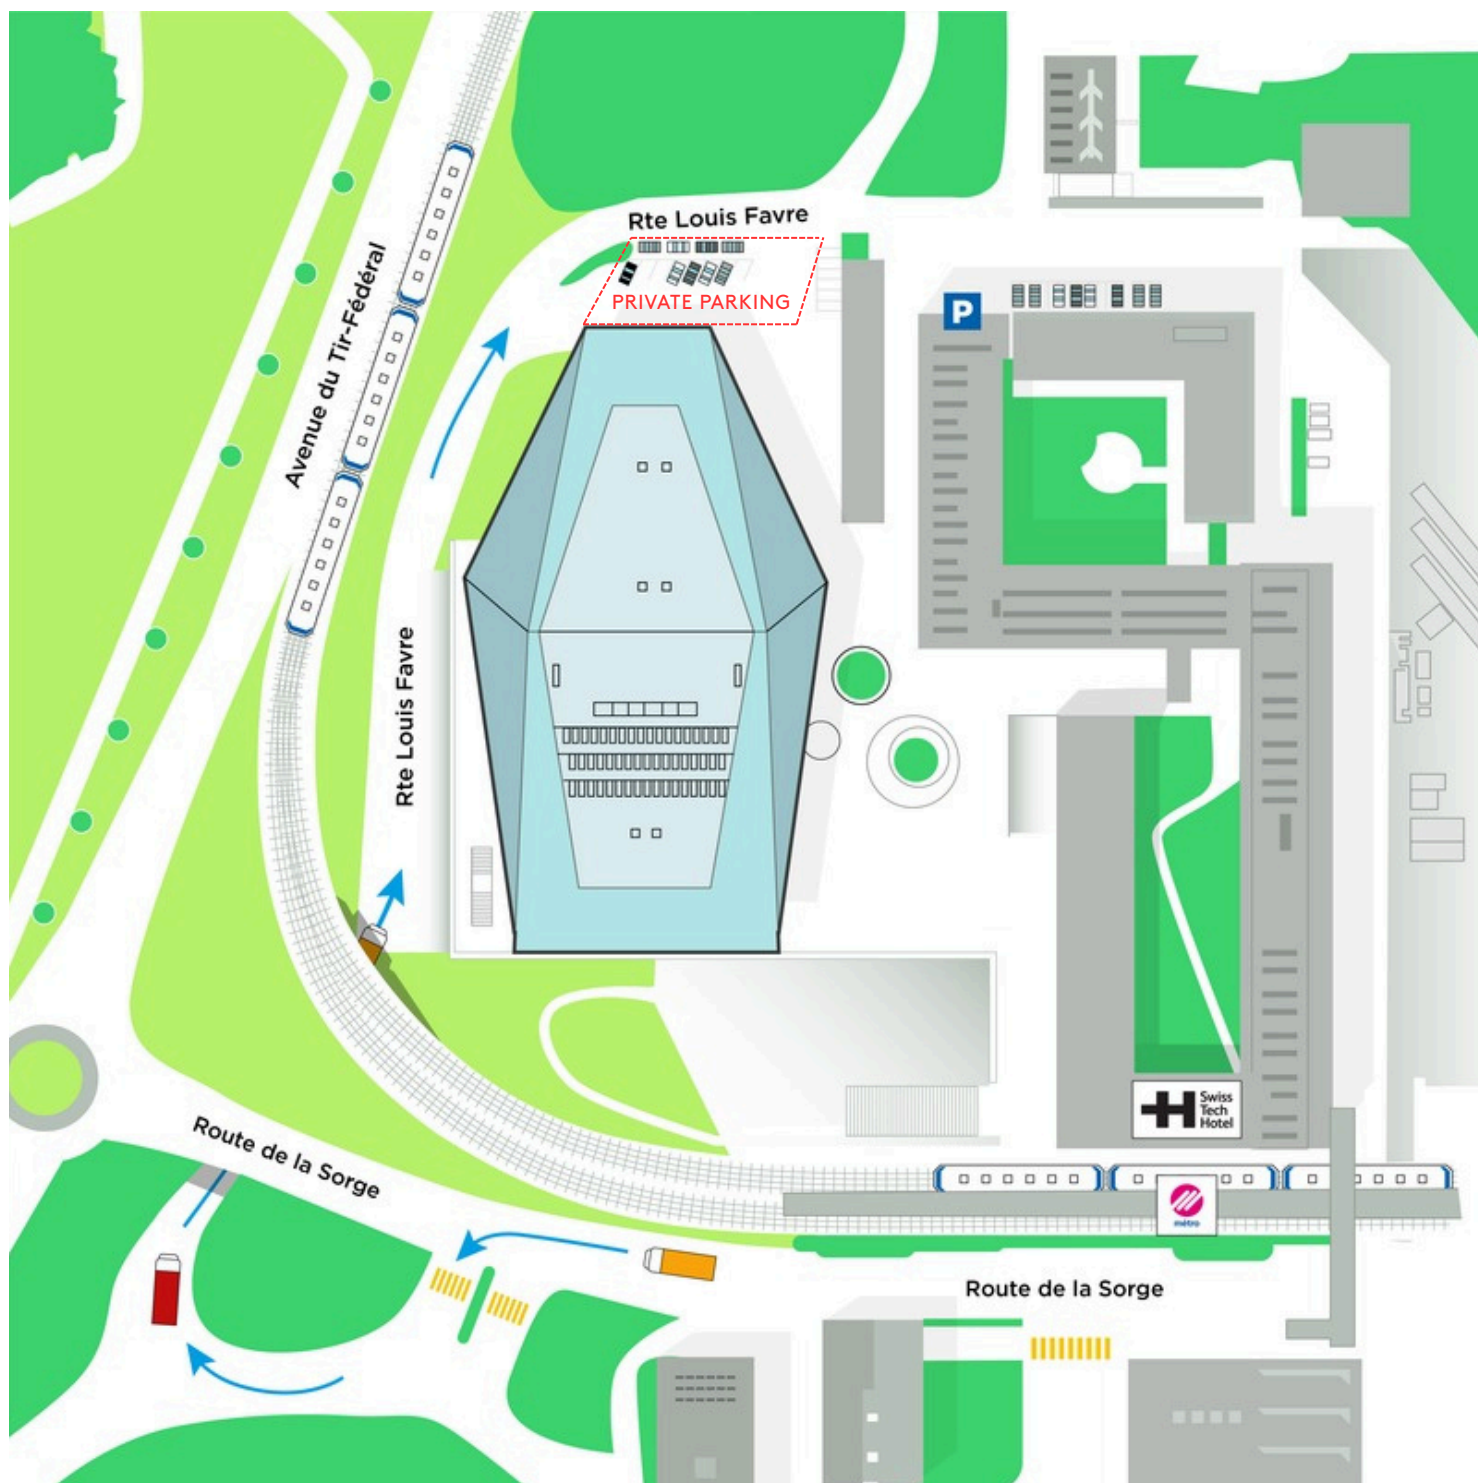 Rte Louis Favre
PRIVATE PARKING
P
Avenue du Tir-Fédéral
Rte Louis Favre
Swiss
Tech
Hotel
Route de la Sorge
métro
Route de la Sorge